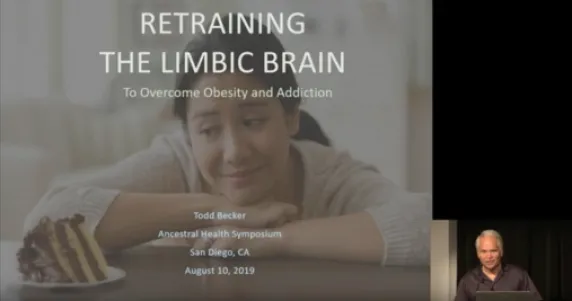 RETRAINING
THE LIMBIC BRAIN
To Overcome Obesity and Addiction
Todd Becker
Ancestral Health Symposium
San Diego, CA
August 10, 2019